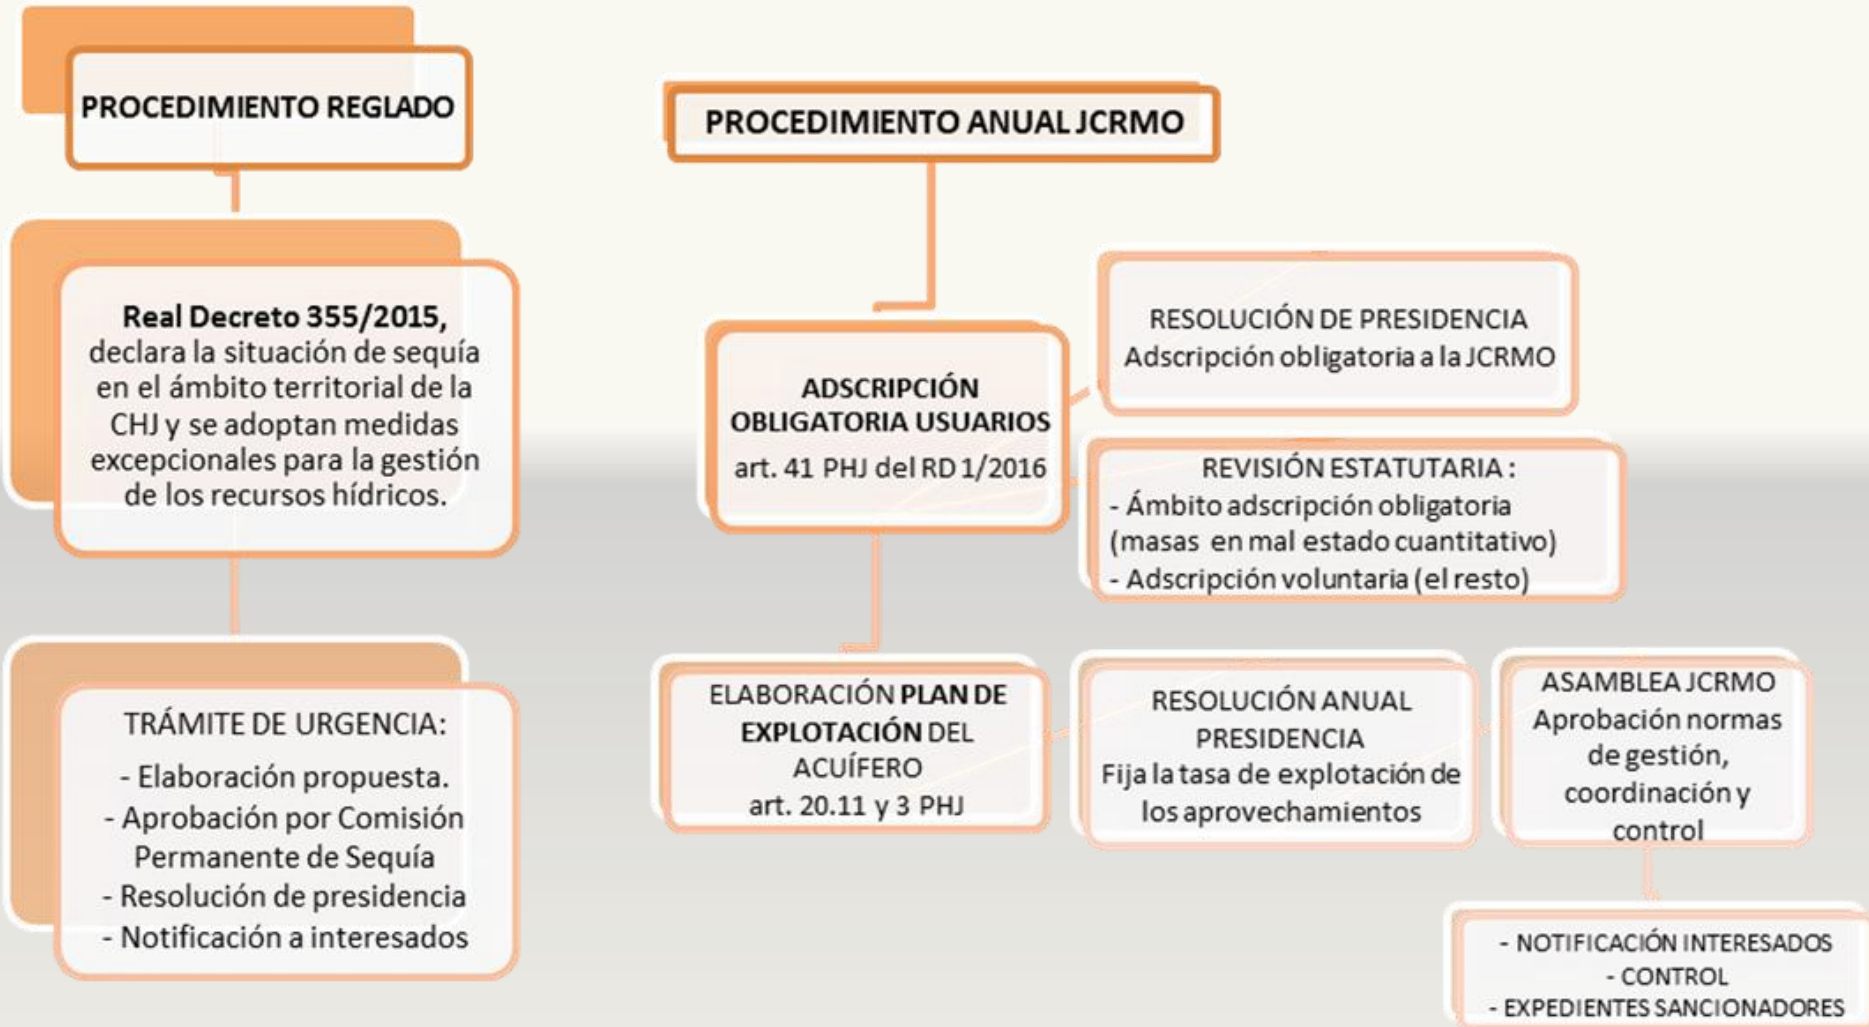 PROCEDIMIENTO REGLADO
Real Decreto 355/2015,
declara la situación de sequía
en el ámbito territorial de la
CHJ y se adoptan medidas
excepcionales para la gestión
de los recursos hídricos.
TRÁMITE DE URGENCIA:
- Elaboración propuesta.
- Aprobación por Comisión
Permanente de Sequía
- Resolución de presidencia
- Notificación a interesados
PROCEDIMIENTO ANUAL JCRMO
ADSCRIPCIÓN
OBLIGATORIA USUARIOS
art. 41 PHJ del RD 1/2016
RESOLUCIÓN DE PRESIDENCIA
Adscripción obligatoria a la JCRMO
REVISIÓN ESTATUTARIA :
- Ámbito adscripción obligatoria
(masas en mal estado cuantitativo)
- Adscripción voluntaria (el resto)
ELABORACIÓN PLAN DE
EXPLOTACIÓN DEL
ACUÍFERO
art. 20.11 y 3 PHJ
RESOLUCIÓN ANUAL
PRESIDENCIA
Fija la tasa de explotación de
los aprovechamientos
ASAMBLEA JCRMO
Aprobación normas
de gestión,
coordinación y
control
- NOTIFICACIÓN INTERESADOS
- CONTROL
- EXPEDIENTES SANCIONADORES